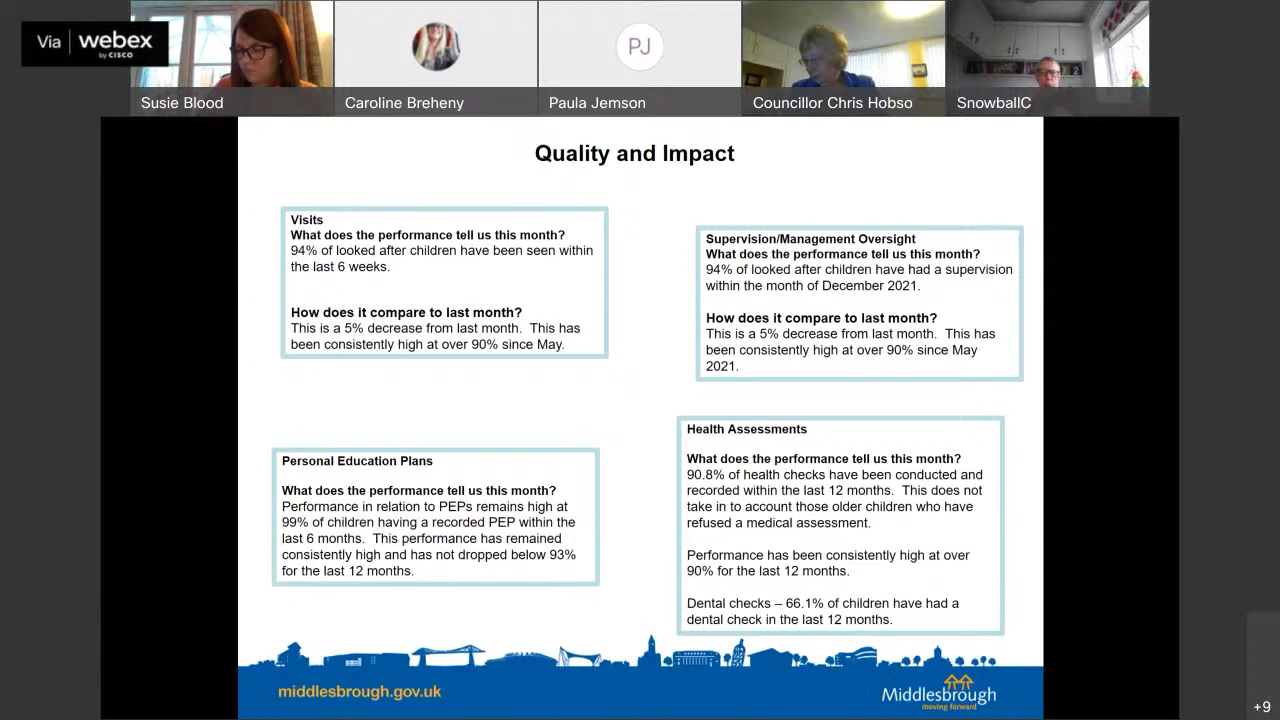 Via webex
by CISCO
Susie Blood
Caroline Breheny
PJ
Paula Jemson
Councillor Chris Hobso
SnowballC
Quality and Impact
Visits
What does the performance tell us this month?
94% of looked after children have been seen within
the last 6 weeks.
How does it compare to last month?
This is a 5% decrease from last month. This has
been consistently high at over 90% since May.
Supervision/Management Oversight
What does the performance tell us this month?
94% of looked after children have had a supervision
within the month of December 2021.
How does it compare to last month?
This is a 5% decrease from last month. This has
been consistently high at over 90% since May
2021.
Personal Education Plans
What does the performance tell us this month?
Performance in relation to PEPs remains high at
99% of children having a recorded PEP within the
last 6 months. This performance has remained
consistently high and has not dropped below 93%
for the last 12 months.
Health Assessments
What does the performance tell us this month?
90.8% of health checks have been conducted and
recorded within the last 12 months. This does not
take in to account those older children who have
refused a medical assessment.
Performance has been consistently high at over
90% for the last 12 months.
Dental checks – 66.1% of children have had a
dental check in the last 12 months.
middlesbrough.gov.uk
Middlesbrough
moving forward
+9